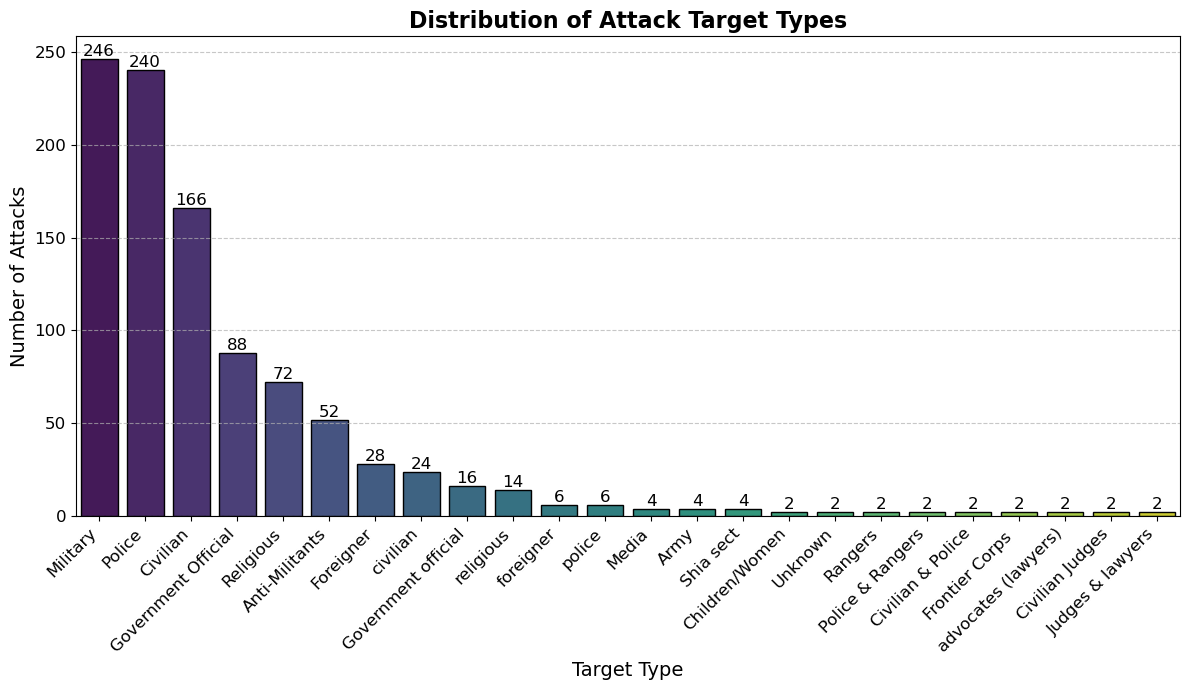 Distribution of Attack Target Types
Number of Attacks
250
200
150
100
50
0
246
240
166
88
72
52
28
24
16
14
6
6
4
4
4
2
2
2
2
2
2
2
2
2
Military
Police
Civilian
Government Official
Religious
Anti-Militants
Foreigner
civilian
Government official
religious
foreigner
police
Media
Army
Shia sect
Children/Women
Unknown
Rangers
Police & Rangers
Civilian & Police
Frontier Corps
advocates (lawyers)
Civilian Judges
Judges & lawyers
Target Type